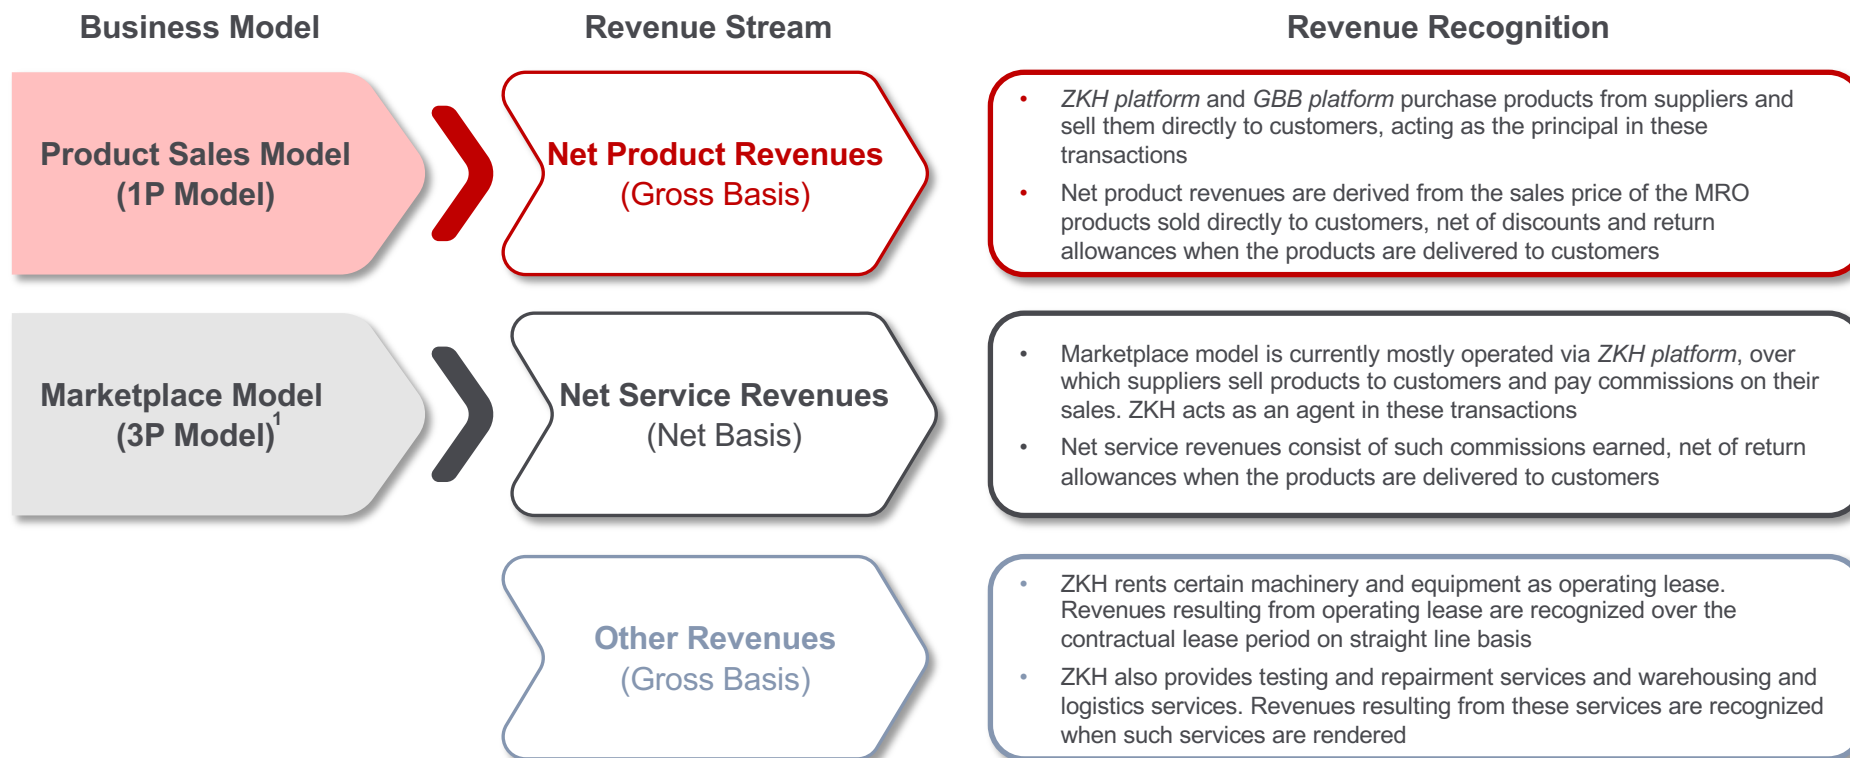 Business Model
Revenue Stream
Revenue Recognition
Product Sales Model
(1P Model)
Net Product Revenues
(Gross Basis)
• ZKH platform and GBB platform purchase products from suppliers and
sell them directly to customers, acting as the principal in these
transactions
• Net product revenues are derived from the sales price of the MRO
products sold directly to customers, net of discounts and return
allowances when the products are delivered to customers
Marketplace Model
(3P Model)1
Net Service Revenues
(Net Basis)
• Marketplace model is currently mostly operated via ZKH platform, over
which suppliers sell products to customers and pay commissions on their
sales. ZKH acts as an agent in these transactions
• Net service revenues consist of such commissions earned, net of return
allowances when the products are delivered to customers
Other Revenues
(Gross Basis)
• ZKH rents certain machinery and equipment as operating lease.
Revenues resulting from operating lease are recognized over the
contractual lease period on straight line basis
• ZKH also provides testing and repairment services and warehousing and
logistics services. Revenues resulting from these services are recognized
when such services are rendered